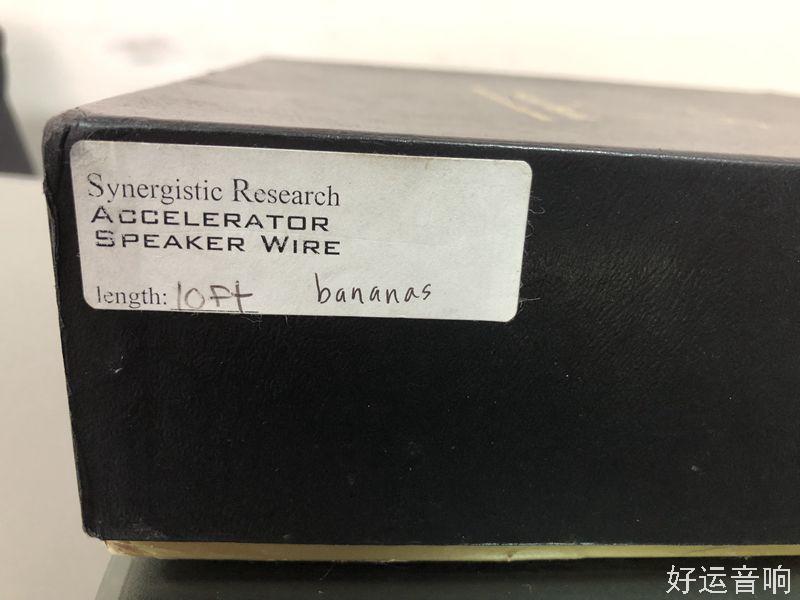 Synergistic Research
ACCELERATOR
SPEAKER WIRE
length: 10Ft bananas
好运音响